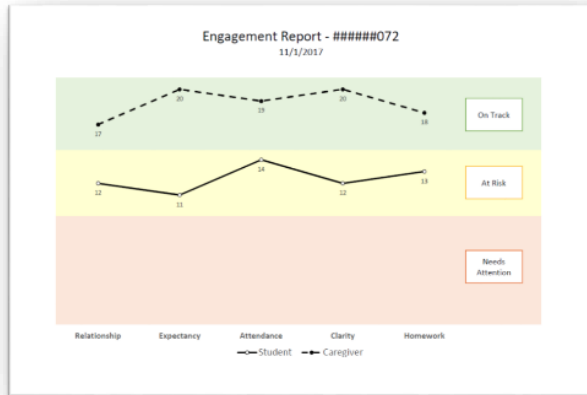 Engagement Report - ######072
11/1/2017
20
20
19
18
17
On Track
14
13
12
12
11
At Risk
Needs
Attention
Relationship Expectancy Attendance Clarity Homework
Student Caregiver